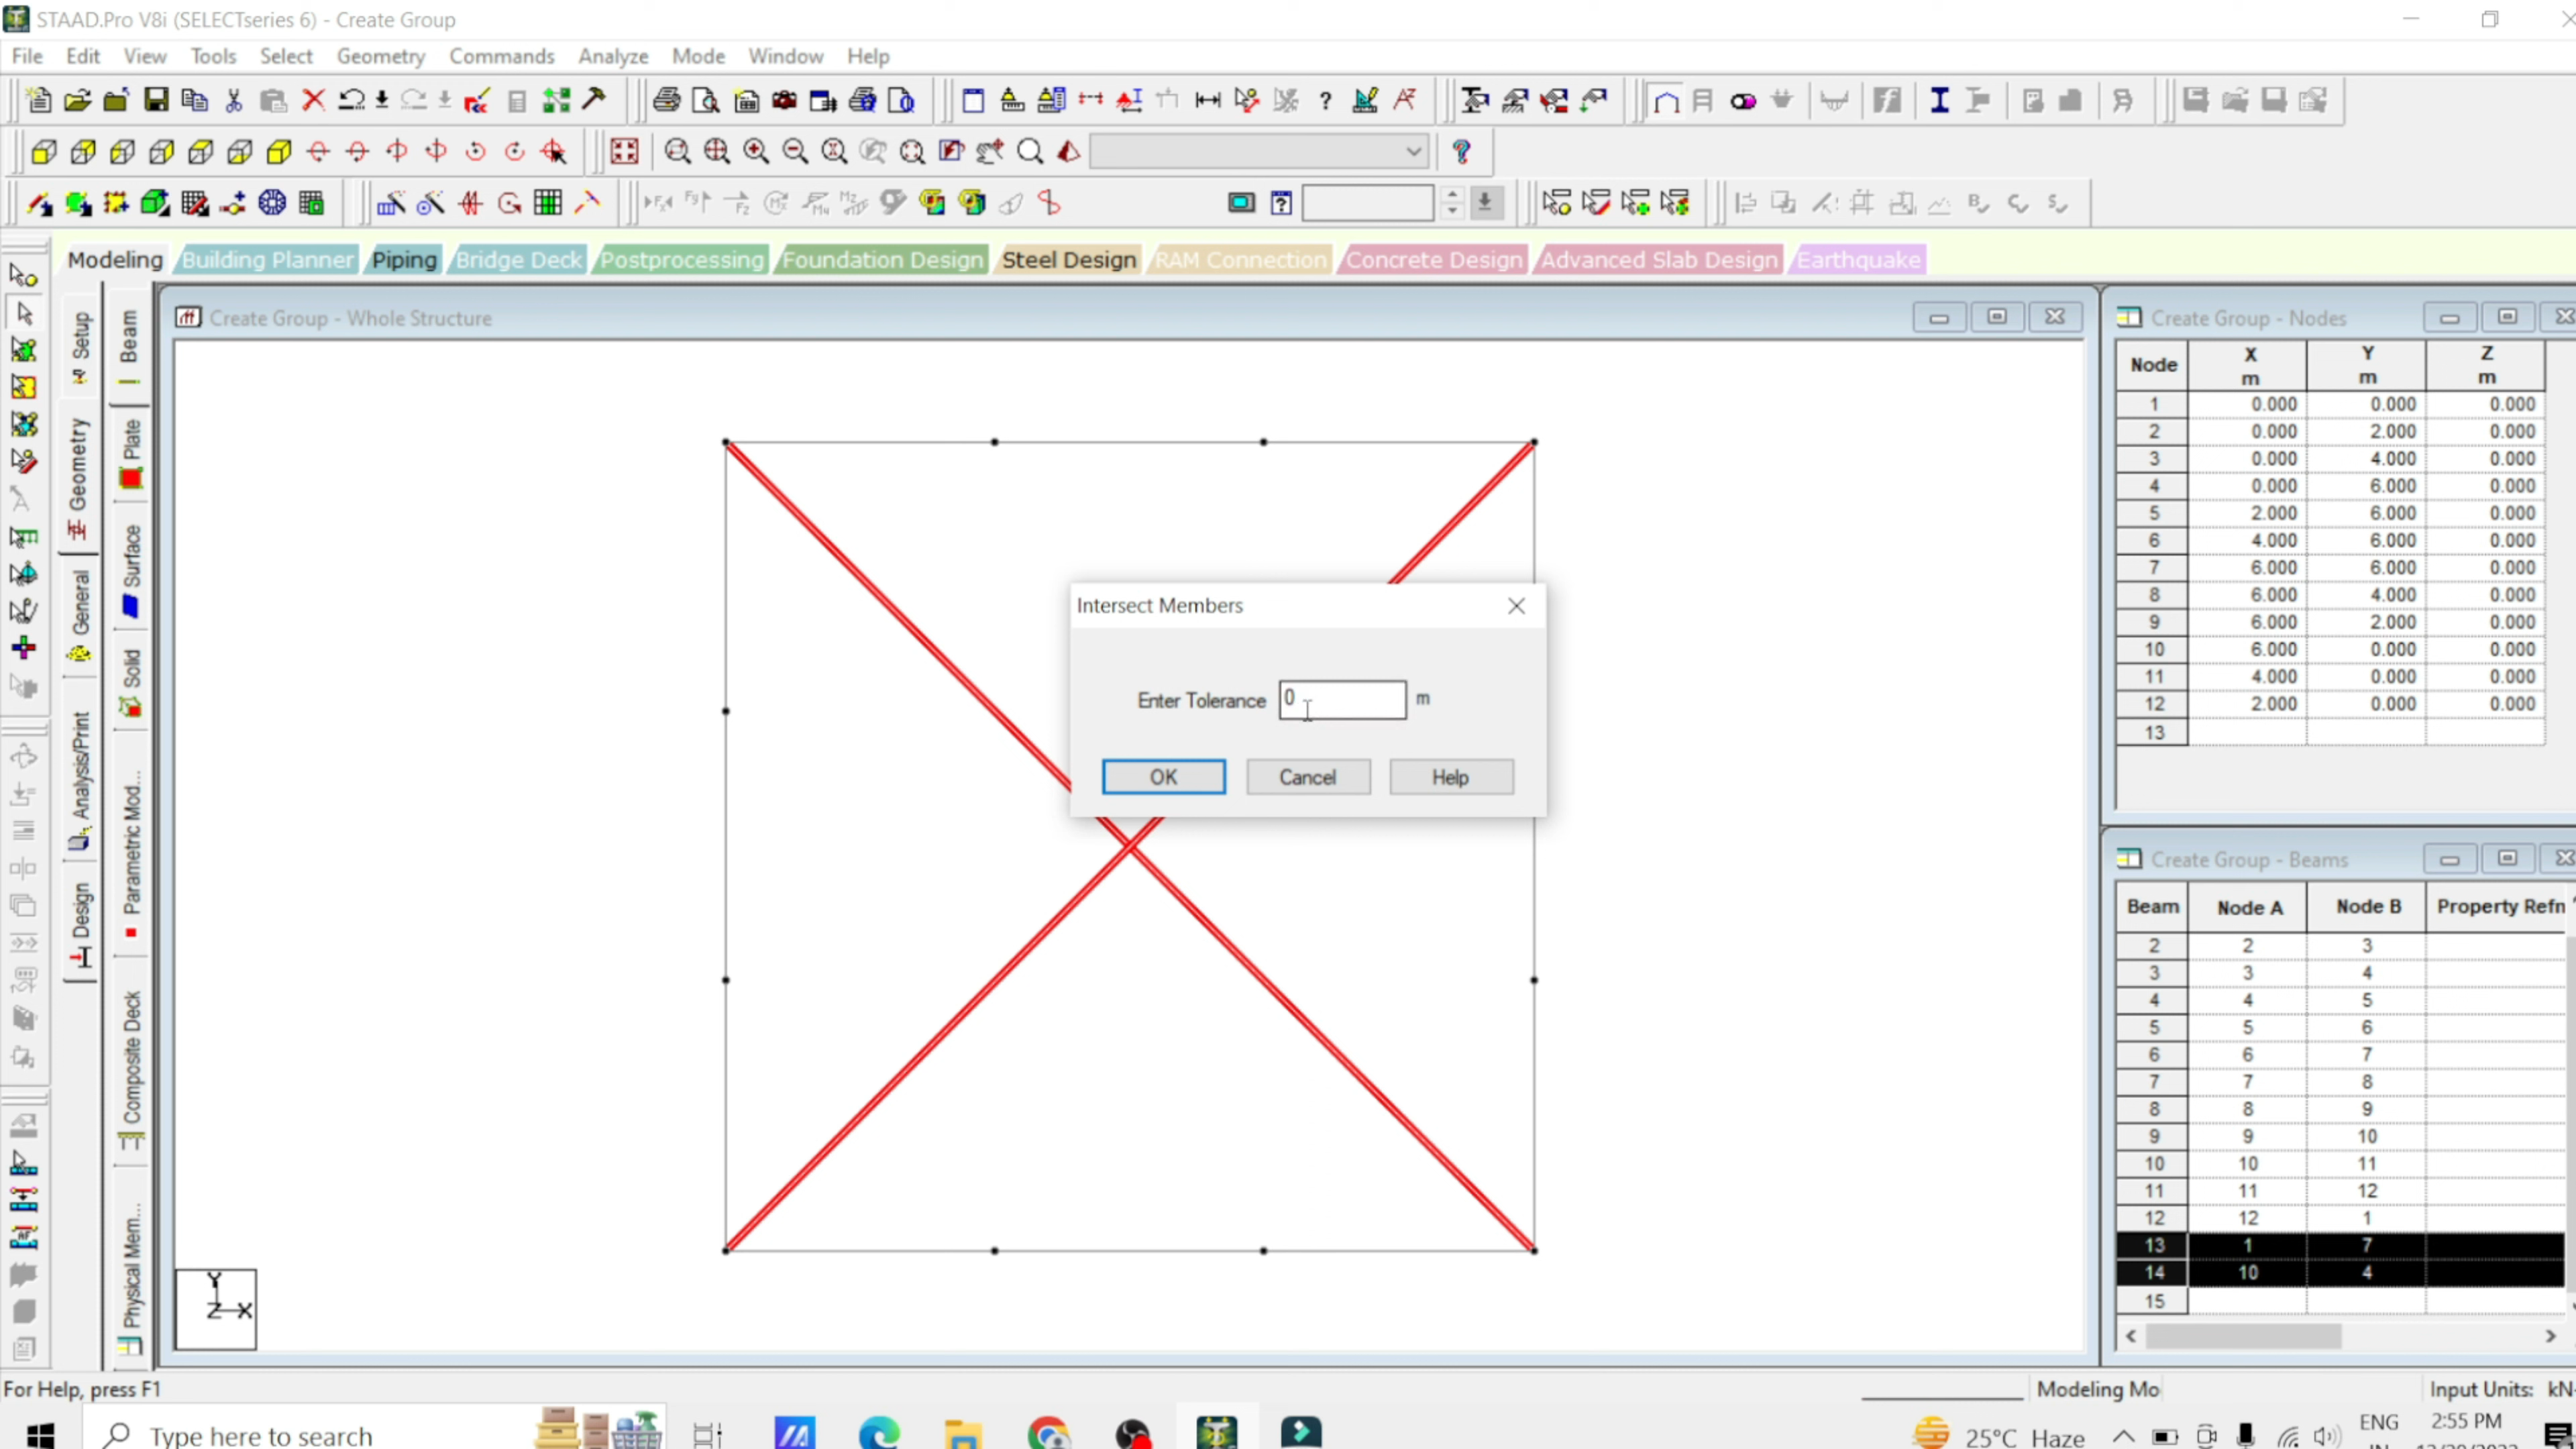 STAAD.Pro V8i (SELECTseries 6) - Create Group
File Edit View Tools Select Geometry Commands Analyze Mode Window Help
Modeling Building Planner Piping Bridge Deck Postprocessing Foundation Design Steel Design RAM Connection Concrete Design Advanced Slab Design Earthquake
Setup
Geometry
General
Analysis/Print
Design
Beam
Plate
Surface
Solid
Parametric Mod...
Composite Deck
Physical Mem...
Create Group - Whole Structure
Intersect Members
Enter Tolerance 0 m
OK Cancel Help
Y
Z X
Create Group - Nodes
Node X m Y m Z m
1 0.000 0.000 0.000
2 0.000 2.000 0.000
3 0.000 4.000 0.000
4 0.000 6.000 0.000
5 2.000 6.000 0.000
6 4.000 6.000 0.000
7 6.000 6.000 0.000
8 6.000 4.000 0.000
9 6.000 2.000 0.000
10 6.000 0.000 0.000
11 4.000 0.000 0.000
12 2.000 0.000 0.000
13
Create Group - Beams
Beam Node A Node B Property Refn
2 2 3
3 3 4
4 4 5
5 5 6
6 6 7
7 7 8
8 8 9
9 9 10
10 10 11
11 11 12
12 12 1
13 1 7
14 10 4
15
For Help, press F1
Modeling Mo
Input Units: kN-
Type here to search
25°C Haze
ENG
2:55 PM